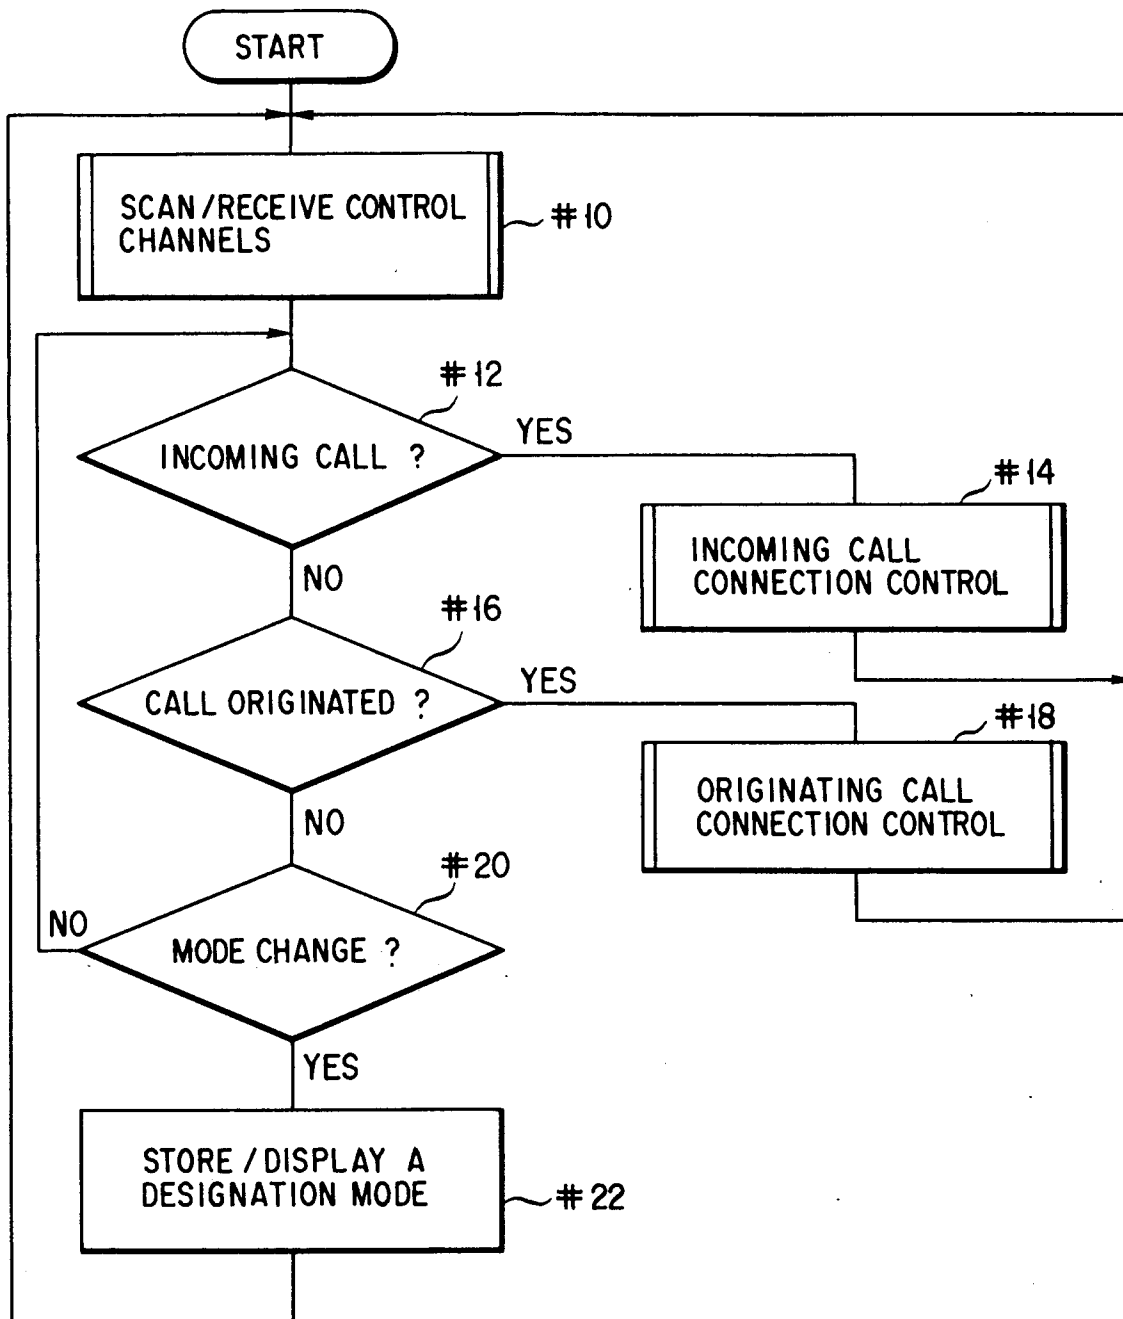 START
SCAN/RECEIVE CONTROL
CHANNELS
#10
#12
INCOMING CALL ?
YES
#14
INCOMING CALL
CONNECTION CONTROL
NO
#16
CALL ORIGINATED ?
YES
#18
ORIGINATING CALL
CONNECTION CONTROL
NO
#20
NO
MODE CHANGE ?
YES
STORE/DISPLAY A
DESIGNATION MODE
#22